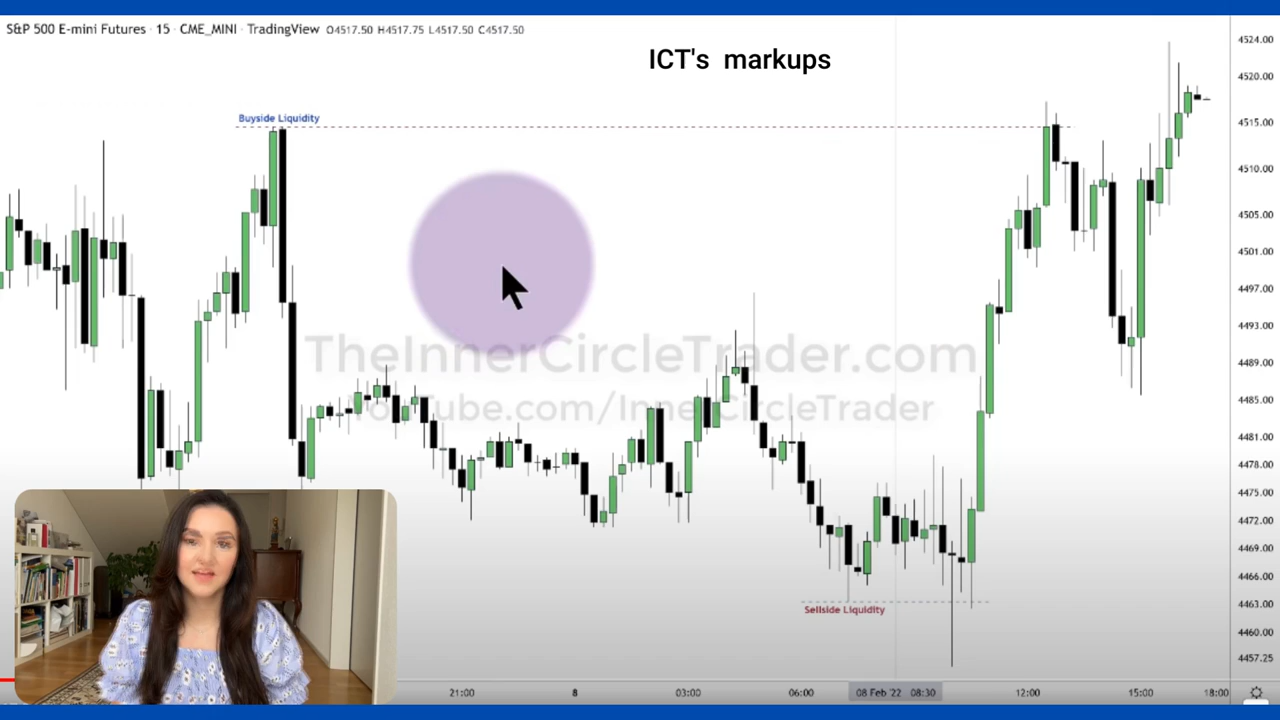 S&P 500 E-mini Futures · 15 · CME_MINI · TradingView O4517.50 H4517.75 L4517.50 C4517.50
ICT's markups
Buyside Liquidity
TheInnerCircleTrader.com
YouTube.com/InnerCircleTrader
Sellside Liquidity
4524.00
4520.00
4515.00
4510.00
4505.00
4501.00
4497.00
4493.00
4489.00
4485.00
4481.00
4478.00
4475.00
4472.00
4469.00
4466.00
4463.00
4460.00
4457.25
21:00 8 03:00 06:00 08 Feb '22 08:30 12:00 15:00 18:00